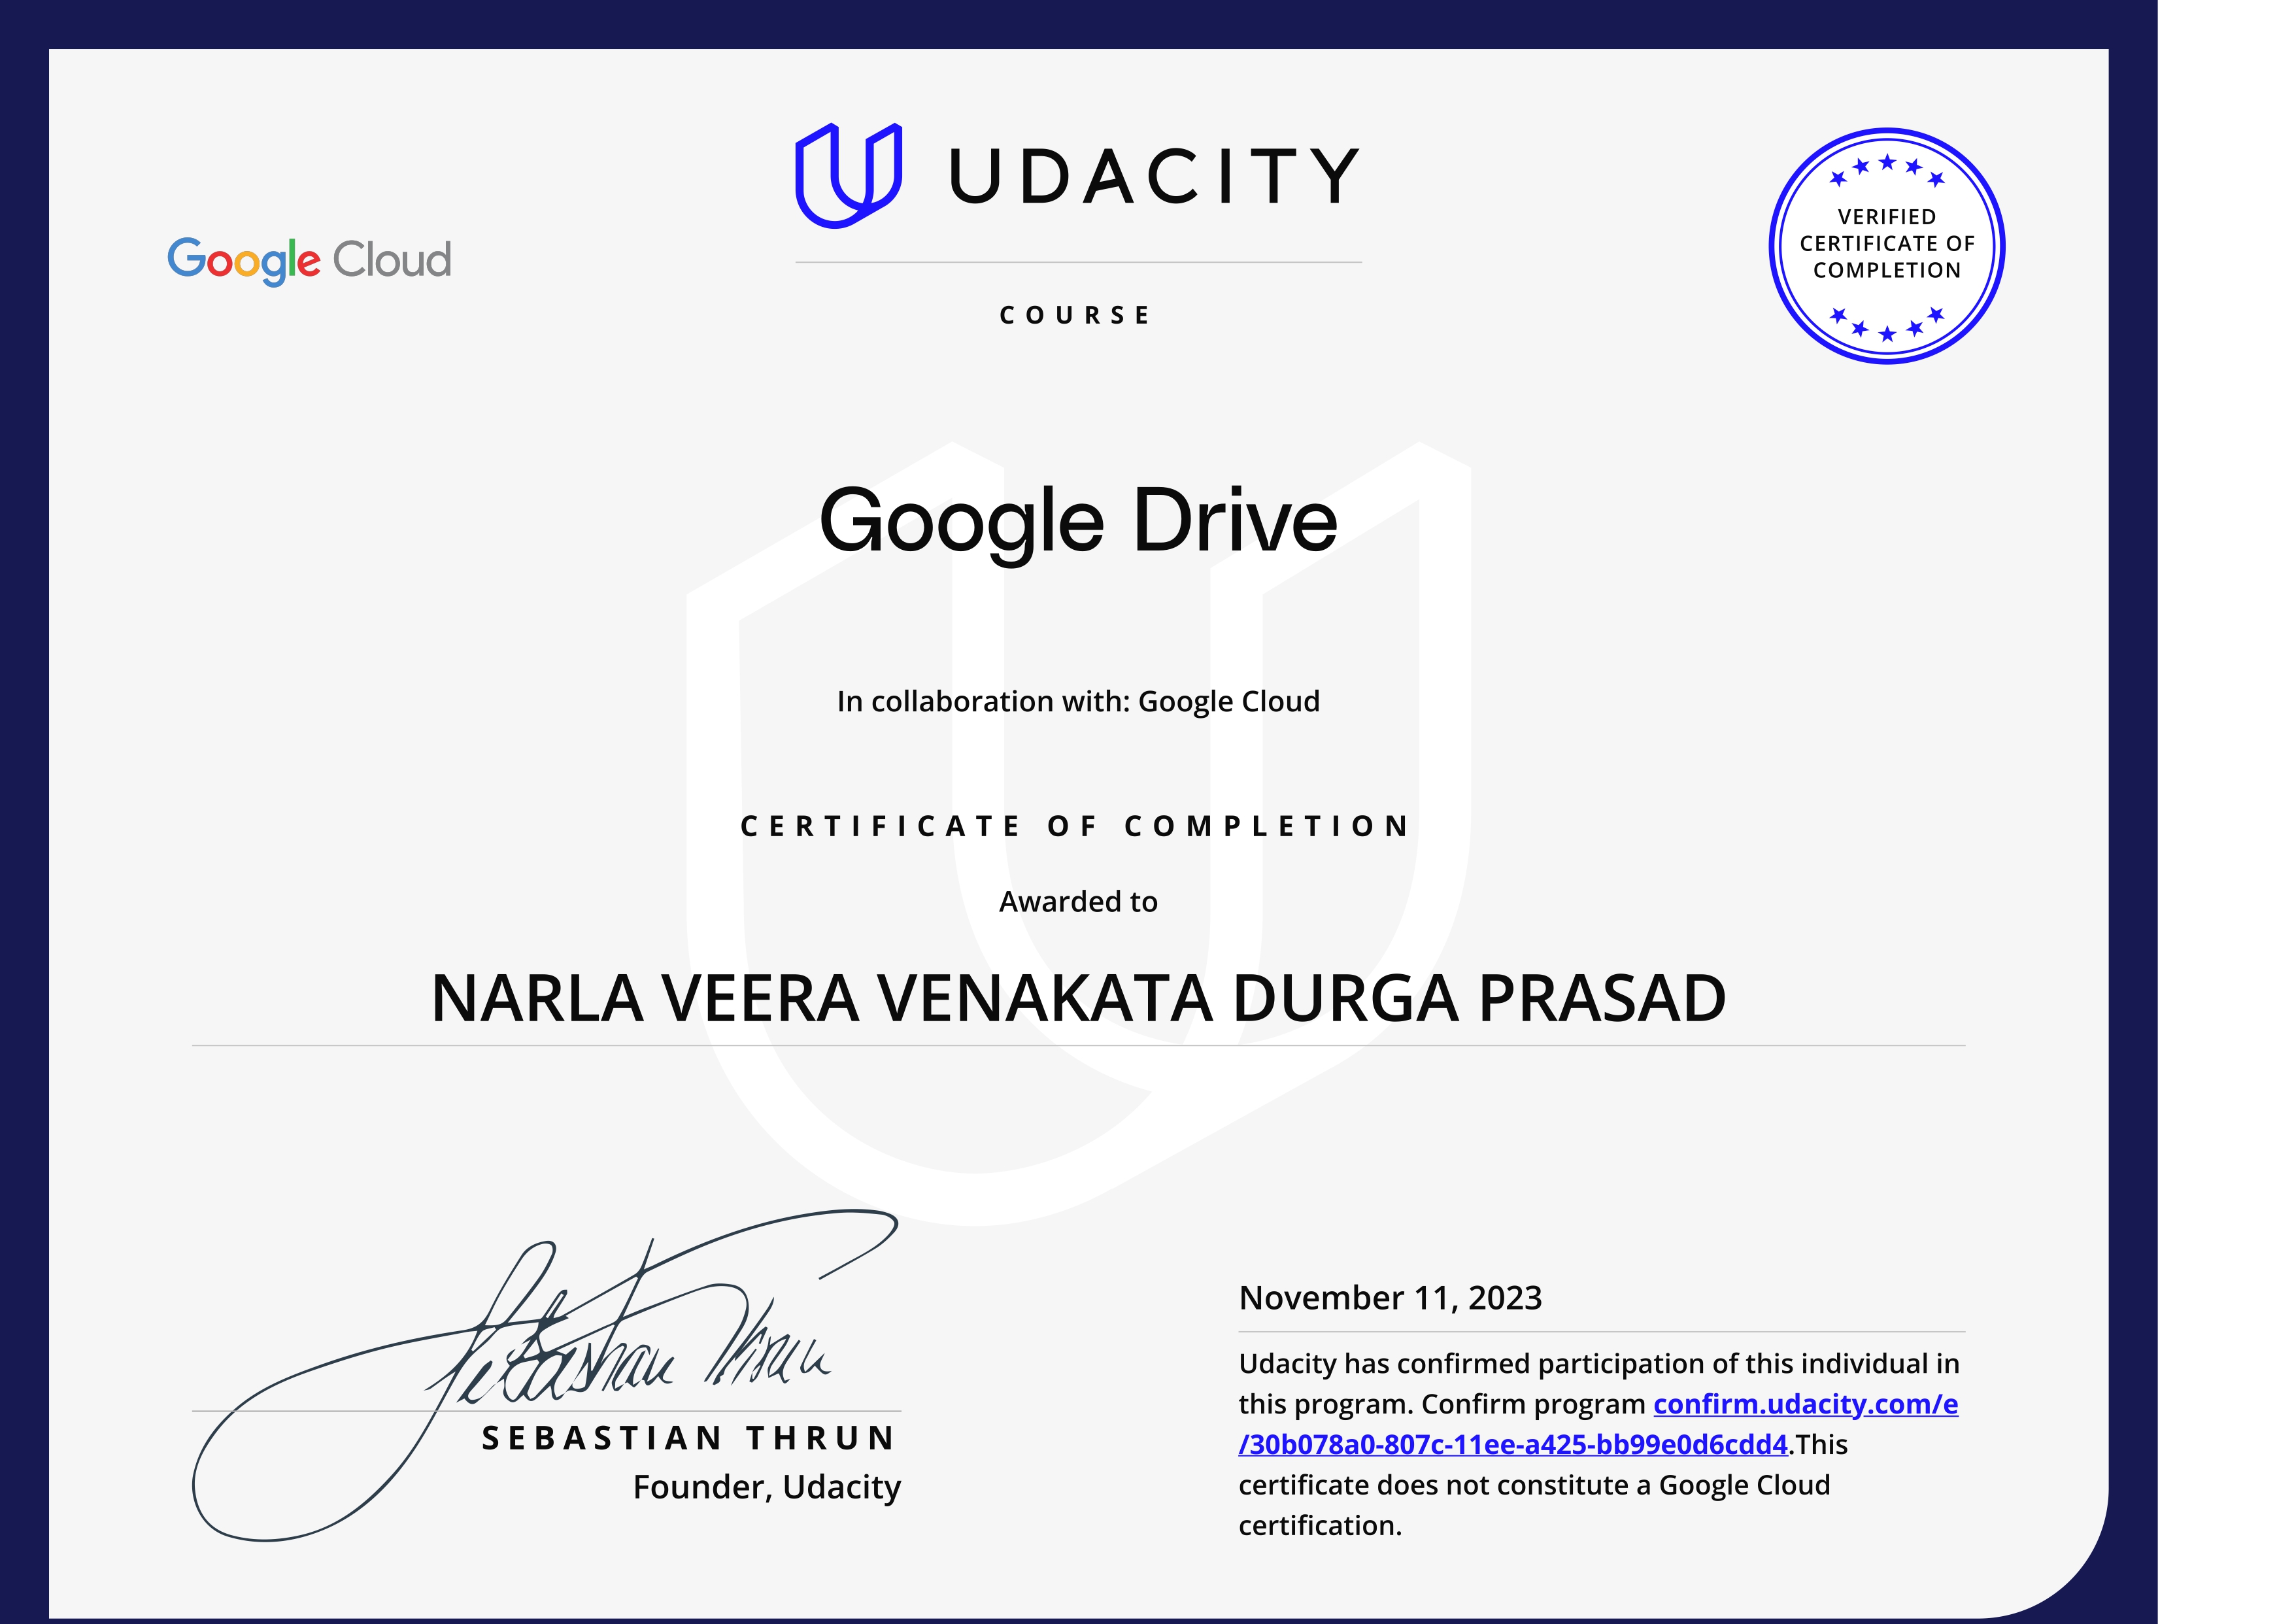 UDACITY
Google Cloud
VERIFIED
CERTIFICATE OF
COMPLETION
COURSE
Google Drive
In collaboration with: Google Cloud
CERTIFICATE OF COMPLETION
Awarded to
NARLA VEERA VENAKATA DURGA PRASAD
Sebastian Thrun
SEBASTIAN THRUN
Founder, Udacity
November 11, 2023
Udacity has confirmed participation of this individual in
this program. Confirm program confirm.udacity.com/e
/30b078a0-807c-11ee-a425-bb99e0d6cdd4.This
certificate does not constitute a Google Cloud
certification.